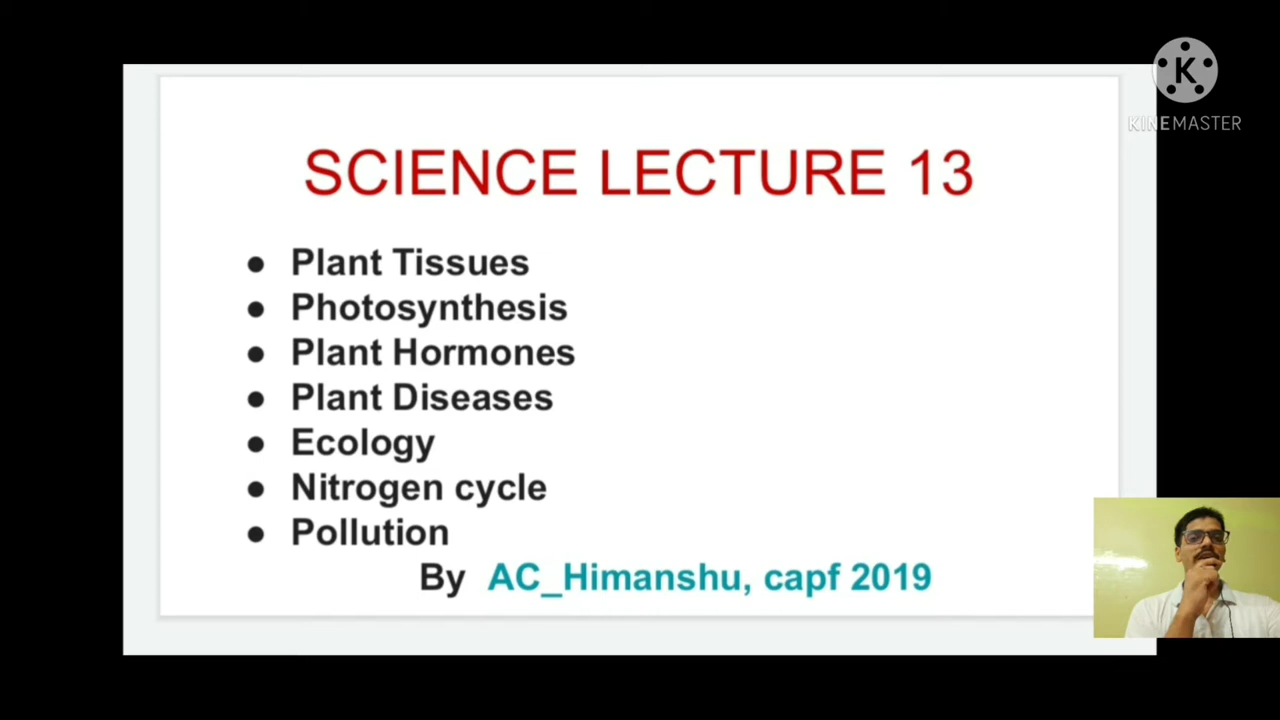 KINEMASTER
SCIENCE LECTURE 13
● Plant Tissues
● Photosynthesis
● Plant Hormones
● Plant Diseases
● Ecology
● Nitrogen cycle
● Pollution
By AC_Himanshu, capf 2019